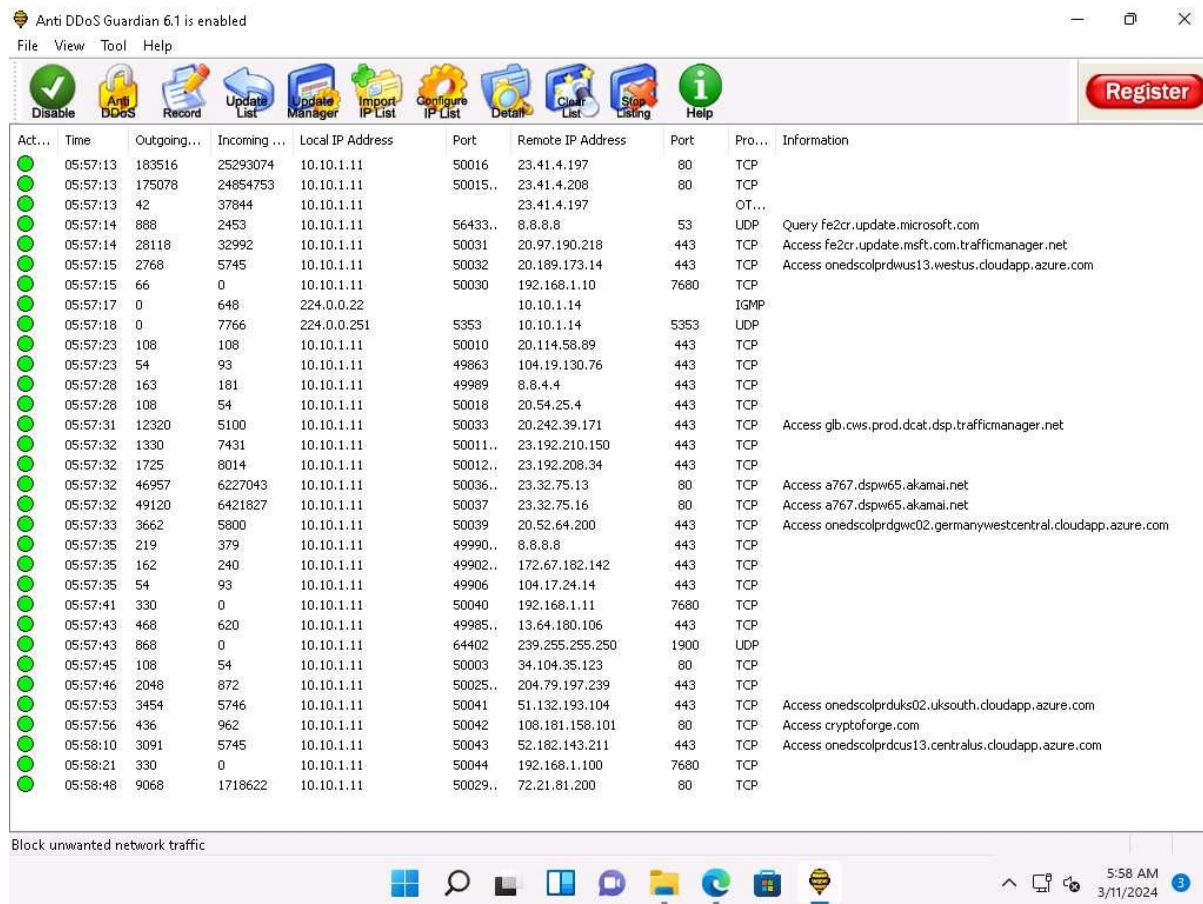 Anti DDoS Guardian 6.1 is enabled
File View Tool Help
Disable Anti DDoS Record Update List Update Manager Import IP List Configure IP List Detail Clear List Stop Listing Help Register
Act... Time Outgoing... Incoming ... Local IP Address Port Remote IP Address Port Pro... Information
05:57:13 183516 25293074 10.10.1.11 50016 23.41.4.197 80 TCP
05:57:13 175078 24854753 10.10.1.11 50015.. 23.41.4.208 80 TCP
05:57:13 42 37844 10.10.1.11 23.41.4.197 OT...
05:57:14 888 2453 10.10.1.11 56433.. 8.8.8.8 53 UDP Query fe2cr.update.microsoft.com
05:57:14 28118 32992 10.10.1.11 50031 20.97.190.218 443 TCP Access fe2cr.update.msft.com.trafficmanager.net
05:57:15 2768 5745 10.10.1.11 50032 20.189.173.14 443 TCP Access onedscolprdwus13.westus.cloudapp.azure.com
05:57:15 66 0 10.10.1.11 50030 192.168.1.10 7680 TCP
05:57:17 0 648 224.0.0.22 10.10.1.14 IGMP
05:57:18 0 7766 224.0.0.251 5353 10.10.1.14 5353 UDP
05:57:23 108 108 10.10.1.11 50010 20.114.58.89 443 TCP
05:57:23 54 93 10.10.1.11 49863 104.19.130.76 443 TCP
05:57:28 163 181 10.10.1.11 49989 8.8.4.4 443 TCP
05:57:28 108 54 10.10.1.11 50018 20.54.25.4 443 TCP
05:57:31 12320 5100 10.10.1.11 50033 20.242.39.171 443 TCP Access glb.cws.prod.dcat.dsp.trafficmanager.net
05:57:32 1330 7431 10.10.1.11 50011.. 23.192.210.150 443 TCP
05:57:32 1725 8014 10.10.1.11 50012.. 23.192.208.34 443 TCP
05:57:32 46957 6227043 10.10.1.11 50036.. 23.32.75.13 80 TCP Access a767.dspw65.akamai.net
05:57:32 49120 6421827 10.10.1.11 50037 23.32.75.16 80 TCP Access a767.dspw65.akamai.net
05:57:33 3662 5800 10.10.1.11 50039 20.52.64.200 443 TCP Access onedscolprdgwc02.germanywestcentral.cloudapp.azure.com
05:57:35 219 379 10.10.1.11 49990.. 8.8.8.8 443 TCP
05:57:35 162 240 10.10.1.11 49902.. 172.67.182.142 443 TCP
05:57:35 54 93 10.10.1.11 49906 104.17.24.14 443 TCP
05:57:41 330 0 10.10.1.11 50040 192.168.1.11 7680 TCP
05:57:43 468 620 10.10.1.11 49985.. 13.64.180.106 443 TCP
05:57:43 868 0 10.10.1.11 64402 239.255.255.250 1900 UDP
05:57:45 108 54 10.10.1.11 50003 34.104.35.123 80 TCP
05:57:46 2048 872 10.10.1.11 50025.. 204.79.197.239 443 TCP
05:57:53 3454 5746 10.10.1.11 50041 51.132.193.104 443 TCP Access onedscolprduks02.uksouth.cloudapp.azure.com
05:57:56 436 962 10.10.1.11 50042 108.181.158.101 80 TCP Access cryptoforge.com
05:58:10 3091 5745 10.10.1.11 50043 52.182.143.211 443 TCP Access onedscolprdcus13.centralus.cloudapp.azure.com
05:58:21 330 0 10.10.1.11 50044 192.168.1.100 7680 TCP
05:58:48 9068 1718622 10.10.1.11 50029.. 72.21.81.200 80 TCP
Block unwanted network traffic
5:58 AM
3/11/2024 3